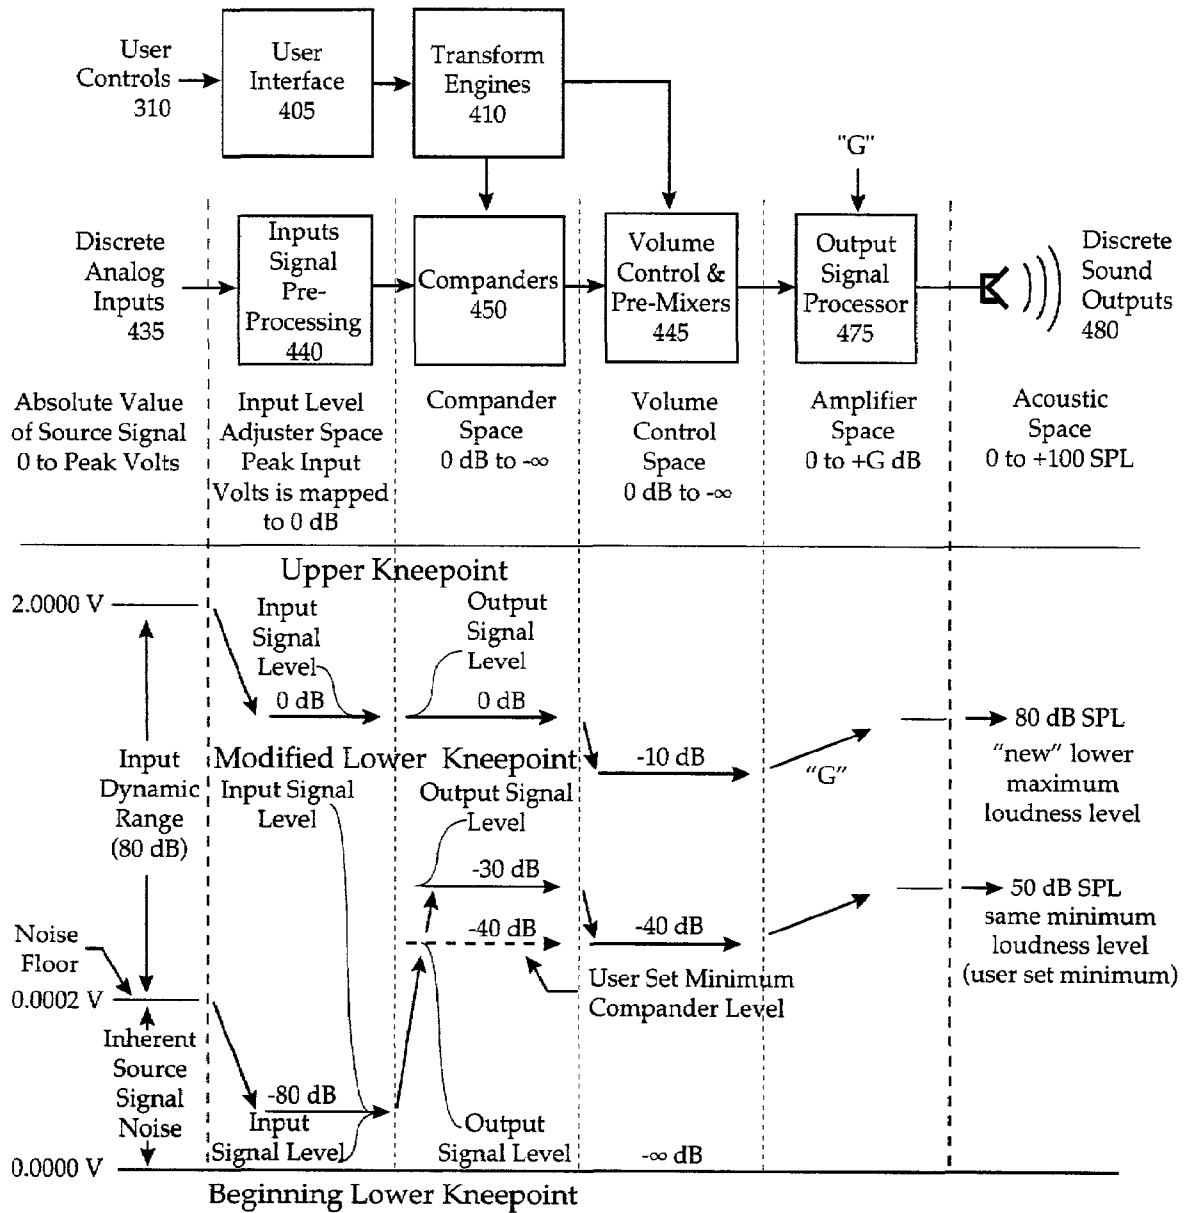 User
Controls
310
User
Interface
405
Transform
Engines
410
"G"
Discrete
Analog
Inputs
435
Inputs
Signal
Pre-
Processing
440
Companders
450
Volume
Control &
Pre-Mixers
445
Output
Signal
Processor
475
Discrete
Sound
Outputs
480
Absolute Value
of Source Signal
0 to Peak Volts
Input Level
Adjuster Space
Peak Input
Volts is mapped
to 0 dB
Compander
Space
0 dB to -∞
Volume
Control
Space
0 dB to -∞
Amplifier
Space
0 to +G dB
Acoustic
Space
0 to +100 SPL
Upper Kneepoint
2.0000 V
Input
Signal
Level
0 dB
Output
Signal
Level
0 dB
-10 dB
"G"
80 dB SPL
"new" lower
maximum
loudness level
Input
Dynamic
Range
(80 dB)
Modified Lower Kneepoint
Input Signal
Level
Output Signal
Level
-30 dB
-40 dB
-40 dB
50 dB SPL
same minimum
loudness level
(user set minimum)
User Set Minimum
Compander Level
Noise
Floor
0.0002 V
Inherent
Source
Signal
Noise
-80 dB
Input
Signal Level
Output
Signal Level
-∞ dB
0.0000 V
Beginning Lower Kneepoint